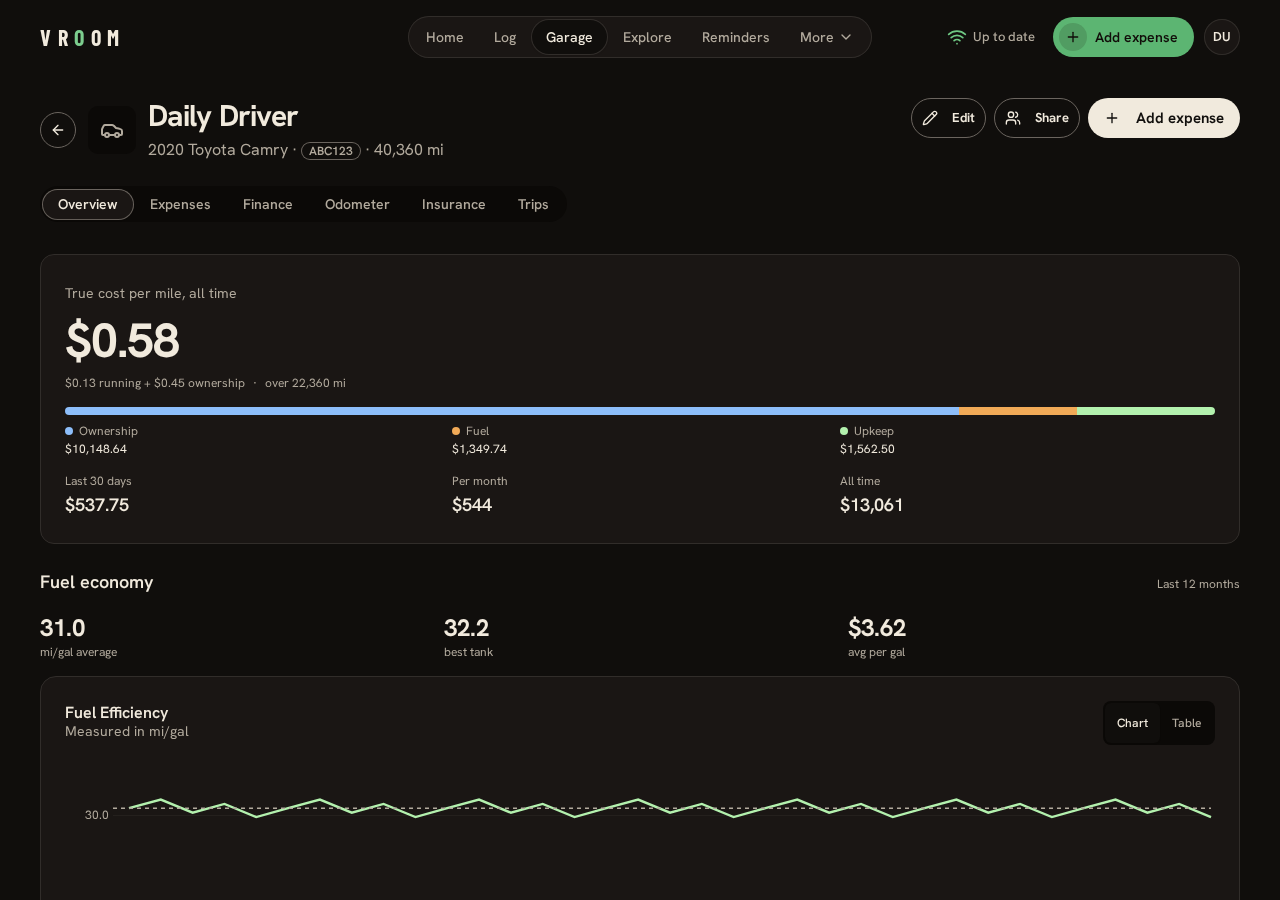 VROOM
Home Log Garage Explore Reminders More
Up to date
Add expense
DU
Daily Driver
2020 Toyota Camry · ABC123 · 40,360 mi
Edit Share Add expense
Overview Expenses Finance Odometer Insurance Trips
True cost per mile, all time
$0.58
$0.13 running + $0.45 ownership · over 22,360 mi
Ownership Fuel Upkeep
$10,148.64 $1,349.74 $1,562.50
Last 30 days Per month All time
$537.75 $544 $13,061
Fuel economy Last 12 months
31.0 32.2 $3.62
mi/gal average best tank avg per gal
Fuel Efficiency
Measured in mi/gal
Chart Table
30.0